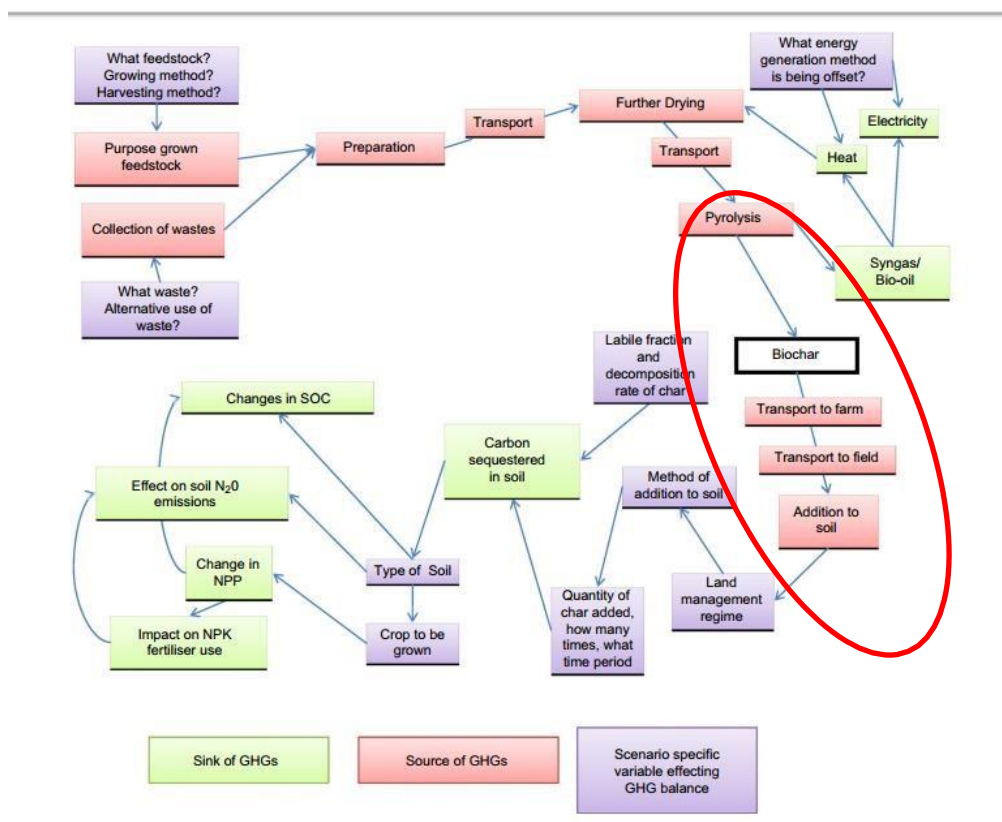 What feedstock?
Growing method?
Harvesting method?
What energy
generation method
is being offset?
Further Drying
Electricity
Transport
Purpose grown
feedstock
Preparation
Transport
Heat
Pyrolysis
Collection of wastes
Syngas/
Bio-oil
What waste?
Alternative use of
waste?
Labile fraction
and
decomposition
rate of char
Biochar
Changes in SOC
Transport to farm
Carbon
sequestered
in soil
Transport to field
Effect on soil N20
emissions
Method of
addition to soil
Addition to
soil
Change in
NPP
Type of Soil
Land
management
regime
Quantity of
char added,
how many
times, what
time period
Impact on NPK
fertiliser use
Crop to be
grown
Sink of GHGs
Source of GHGs
Scenario specific
variable effecting
GHG balance